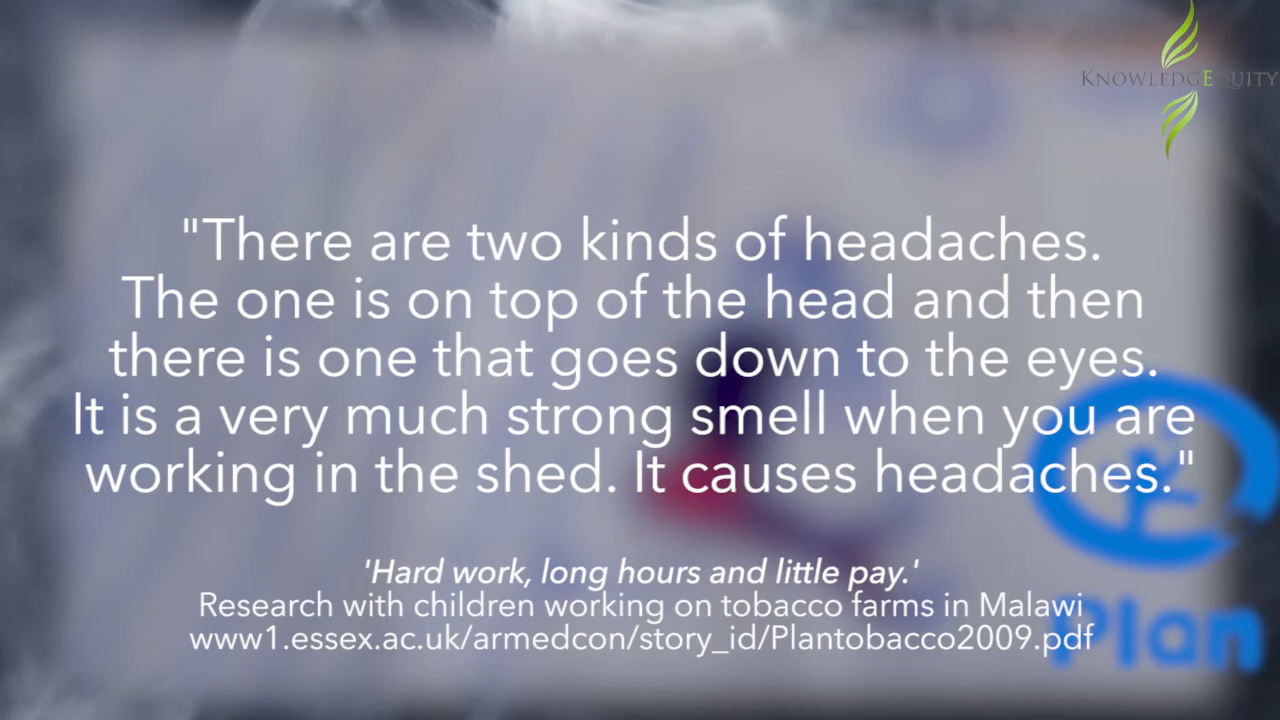 KNOWLEDGEQUITY
"There are two kinds of headaches.
The one is on top of the head and then
there is one that goes down to the eyes.
It is a very much strong smell when you are
working in the shed. It causes headaches."
'Hard work, long hours and little pay.'
Research with children working on tobacco farms in Malawi
www1.essex.ac.uk/armedcon/story_id/Plantobacco2009.pdf
Plan